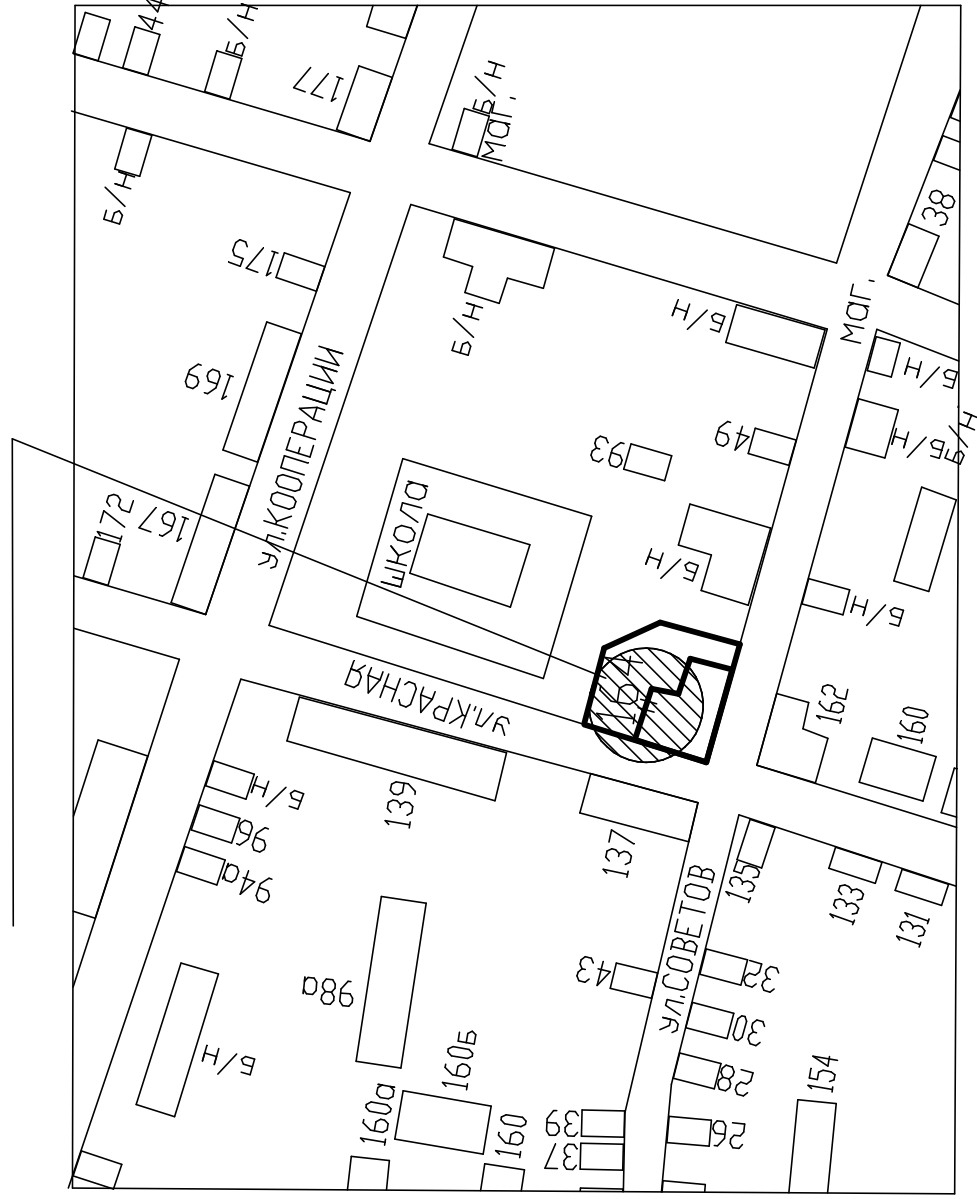 Б/Н
177
Б/Н
маг.
Б/Н
38
175
Б/Н
Б/Н
маг.
Б/Н
169
ул.КООПЕРАЦИИ
49
Б/Н
93
172
167
ШКОЛА
Б/Н
Б/Н
162
160
ул.КРАСНАЯ
Б/Н
139
96
94а
137
135
133
131
98а
43
ул.СОВЕТОВ
32
30
Б/Н
28
154
160а
160Б
160
39
37
26